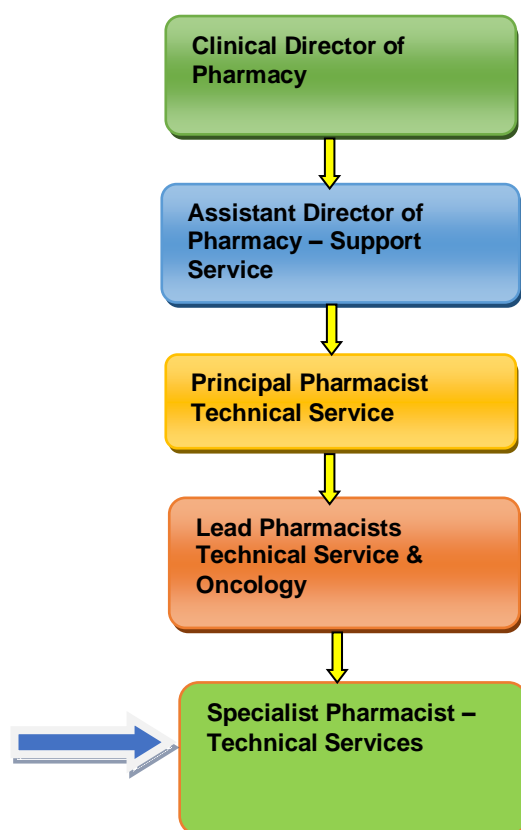 Clinical Director of
Pharmacy
Assistant Director of
Pharmacy – Support
Service
Principal Pharmacist
Technical Service
Lead Pharmacists
Technical Service &
Oncology
Specialist Pharmacist –
Technical Services